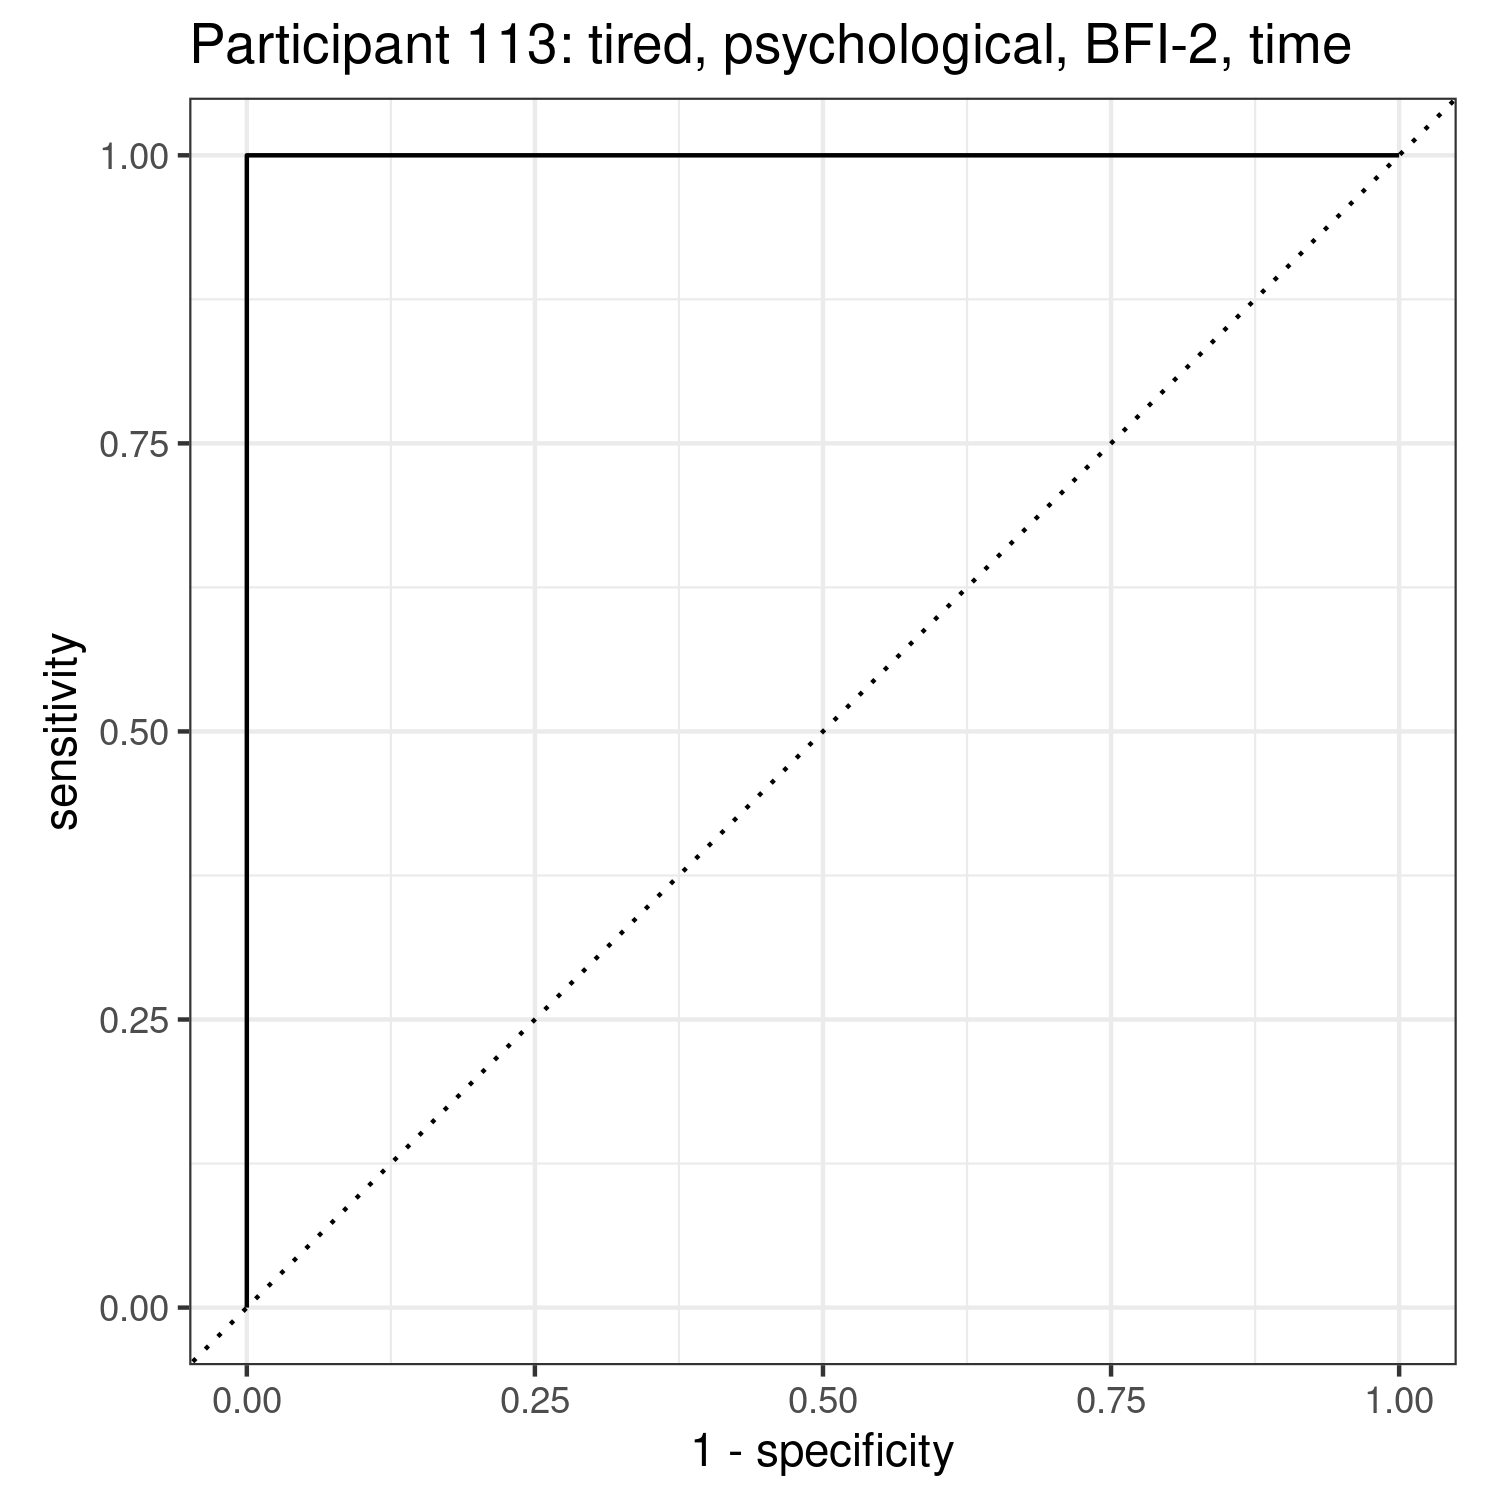 Participant 113: tired, psychological, BFI-2, time
1.00
0.75
0.50
0.25
0.00
sensitivity
0.00 0.25 0.50 0.75 1.00
1 - specificity